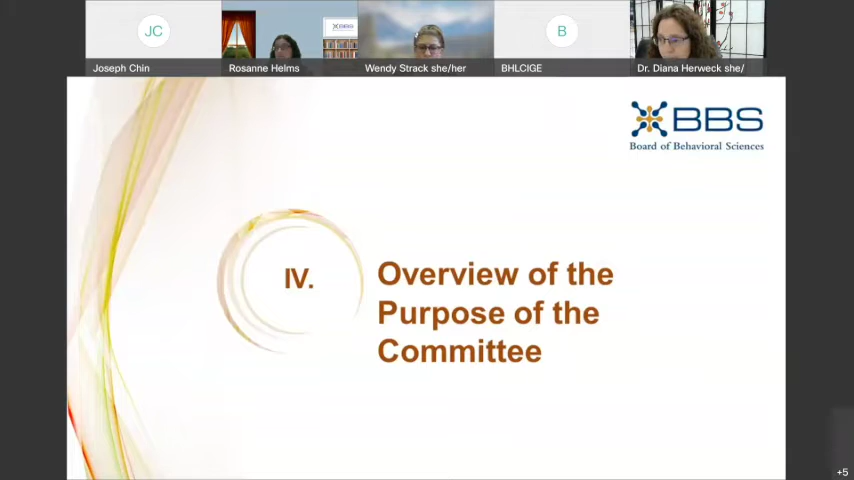 JC
BBS
B
Joseph Chin
Rosanne Helms
Wendy Strack she/her
BHLCIGE
Dr. Diana Herweck she/
BBS
Board of Behavioral Sciences
IV.
Overview of the
Purpose of the
Committee
+5